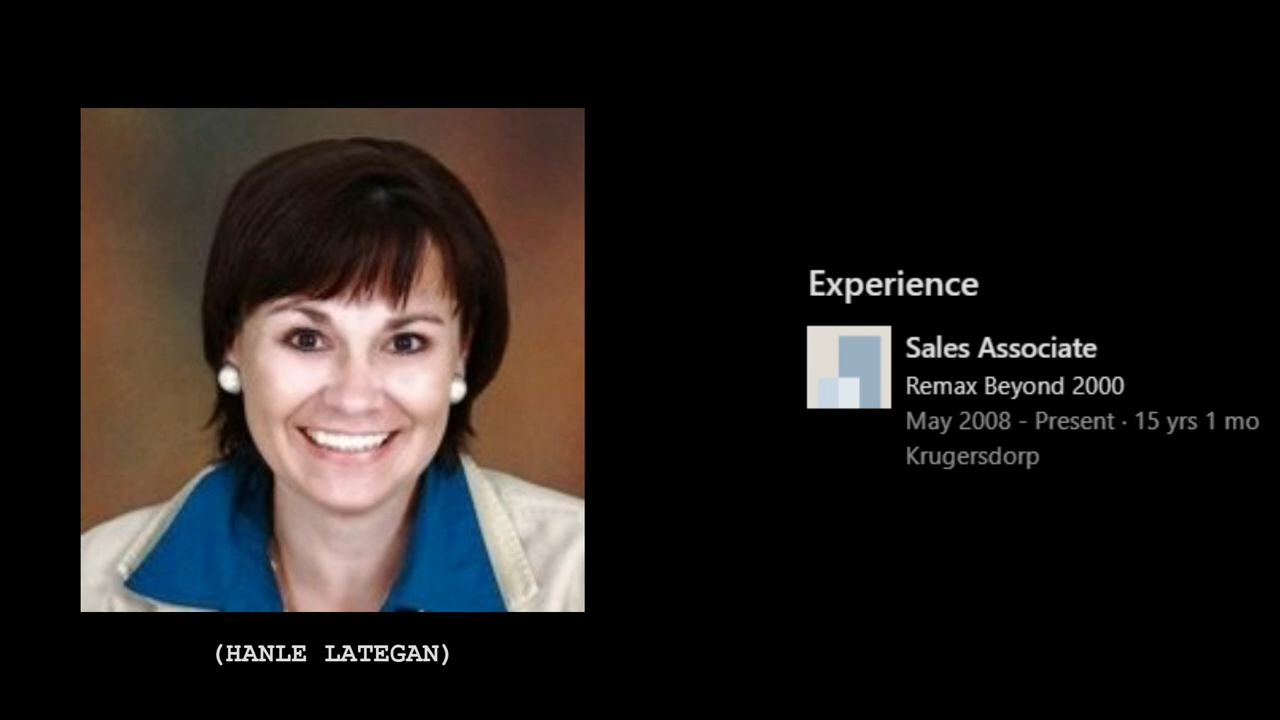 Experience
Sales Associate
Remax Beyond 2000
May 2008 - Present · 15 yrs 1 mo
Krugersdorp
(HANLE LATEGAN)